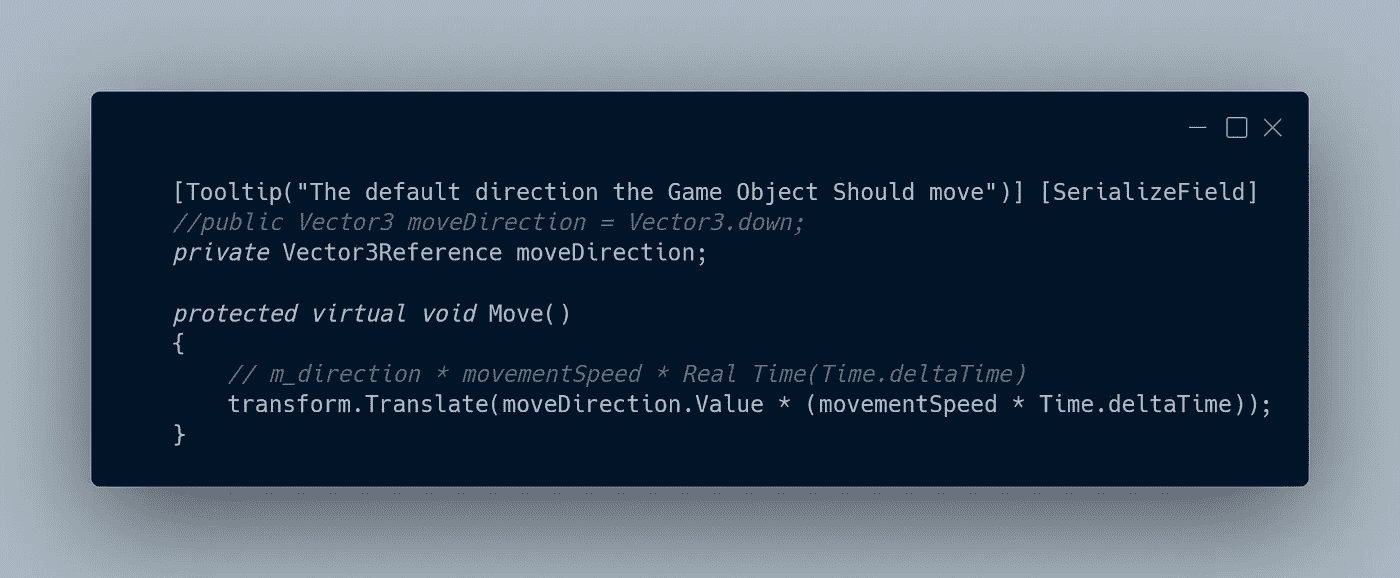 [Tooltip("The default direction the Game Object Should move")] [SerializeField]
//public Vector3 moveDirection = Vector3.down;
private Vector3Reference moveDirection;
protected virtual void Move()
{
// m_direction * movementSpeed * Real Time(Time.deltaTime)
transform.Translate(moveDirection.Value * (movementSpeed * Time.deltaTime));
}